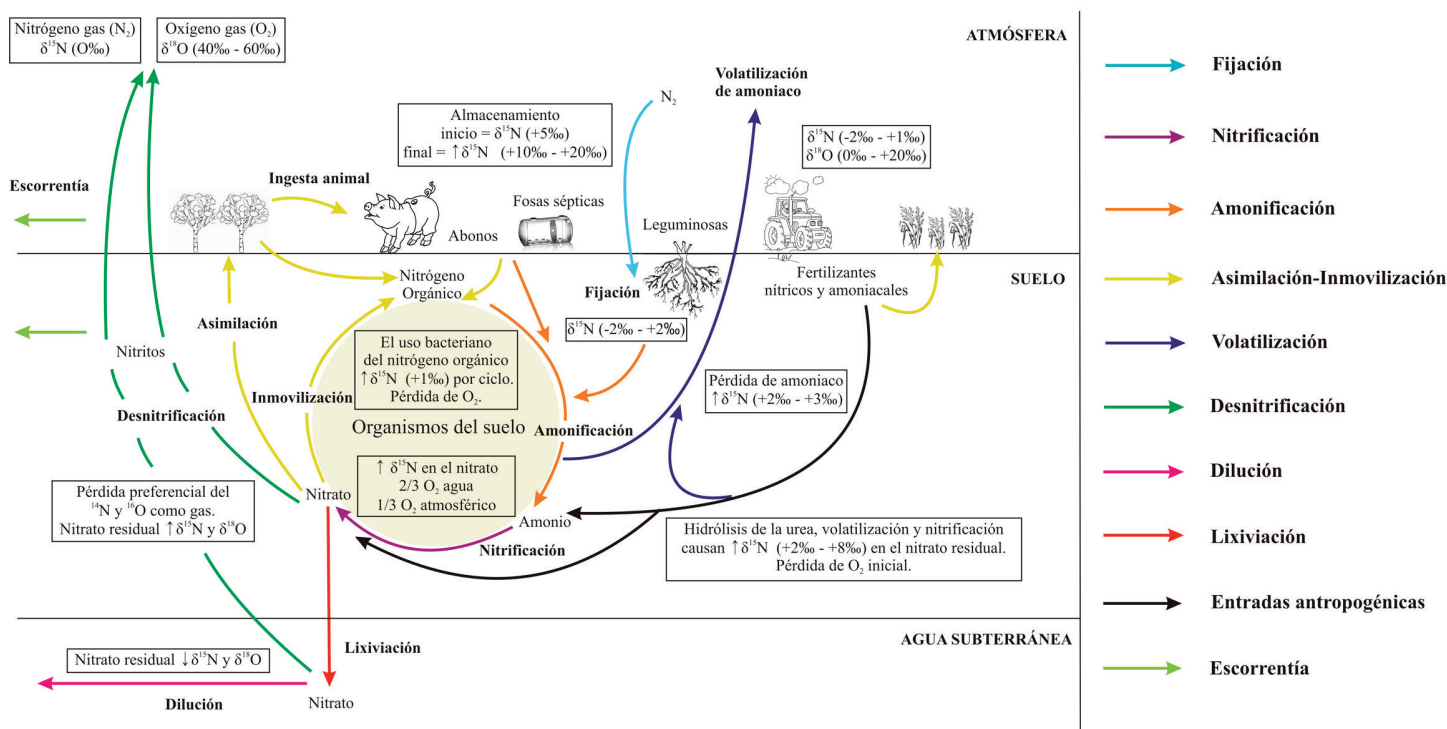 Nitrógeno gas (N₂)
δ¹⁵N (O‰)
Oxígeno gas (O₂)
δ¹⁸O (40‰ - 60‰)
ATMÓSFERA
Volatilización
de amoniaco
N₂
Almacenamiento
inicio = δ¹⁵N (+5‰)
final = ↑δ¹⁵N (+10‰ - +20‰)
δ¹⁵N (-2‰ - +1‰)
δ¹⁸O (0‰ - +20‰)
Escorrentía
Ingesta animal
Fosas sépticas
Abonos
Leguminosas
SUELO
Nitrógeno
Orgánico
Fijación
Fertilizantes
nítricos y amoniacales
Asimilación
δ¹⁵N (-2‰ - +2‰)
Nitritos
El uso bacteriano
del nitrógeno orgánico
↑δ¹⁵N (+1‰) por ciclo.
Pérdida de O₂.
Inmovilización
Pérdida de amoniaco
↑δ¹⁵N (+2‰ - +3‰)
Desnitrificación
Organismos del suelo
Amonificación
↑ δ¹⁵N en el nitrato
2/3 O₂ agua
1/3 O₂ atmosférico
Pérdida preferencial del
¹⁴N y ¹⁶O como gas.
Nitrato residual ↑δ¹⁵N y δ¹⁸O
Nitrato
Amonio
Nitrificación
Hidrólisis de la urea, volatilización y nitrificación
causan ↑δ¹⁵N (+2‰ - +8‰) en el nitrato residual.
Pérdida de O₂ inicial.
AGUA SUBTERRÁNEA
Lixiviación
Nitrato residual ↓δ¹⁵N y δ¹⁸O
Dilución
Nitrato
Fijación
Nitrificación
Amonificación
Asimilación-Inmovilización
Volatilización
Desnitrificación
Dilución
Lixiviación
Entradas antropogénicas
Escorrentía